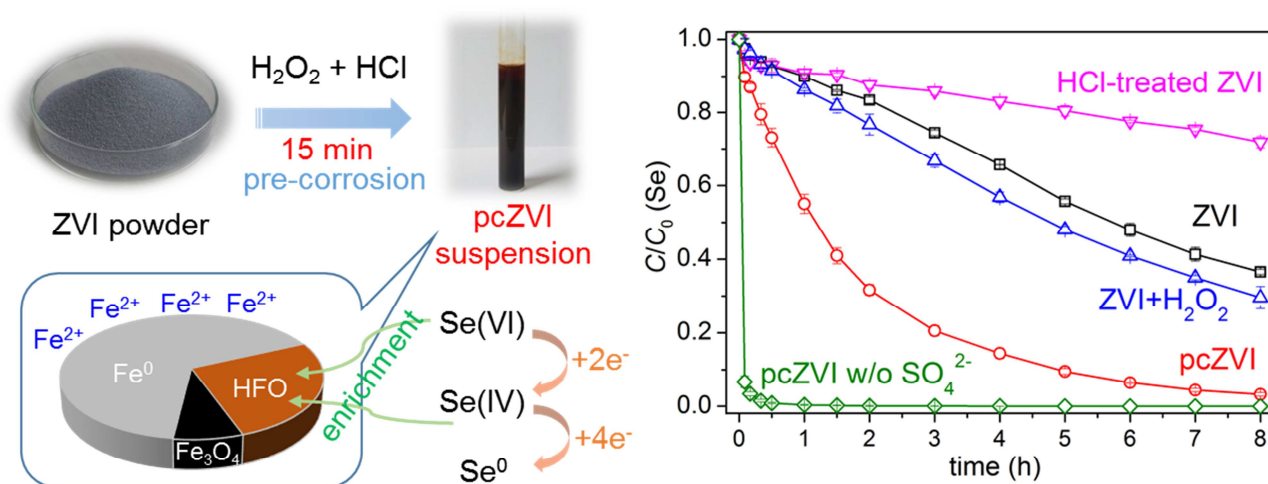 H₂O₂ + HCl
15 min
pre-corrosion
ZVI powder
pcZVI
suspension
Fe²⁺
Fe²⁺
Fe²⁺
Fe²⁺
Fe⁰
HFO
Fe₃O₄
enrichment
Se(VI)
+2e⁻
Se(IV)
+4e⁻
Se⁰
C/C₀ (Se)
1.0
0.8
0.6
0.4
0.2
0.0
HCl-treated ZVI
ZVI
ZVI+H₂O₂
pcZVI
pcZVI w/o SO₄²⁻
0 1 2 3 4 5 6 7 8
time (h)